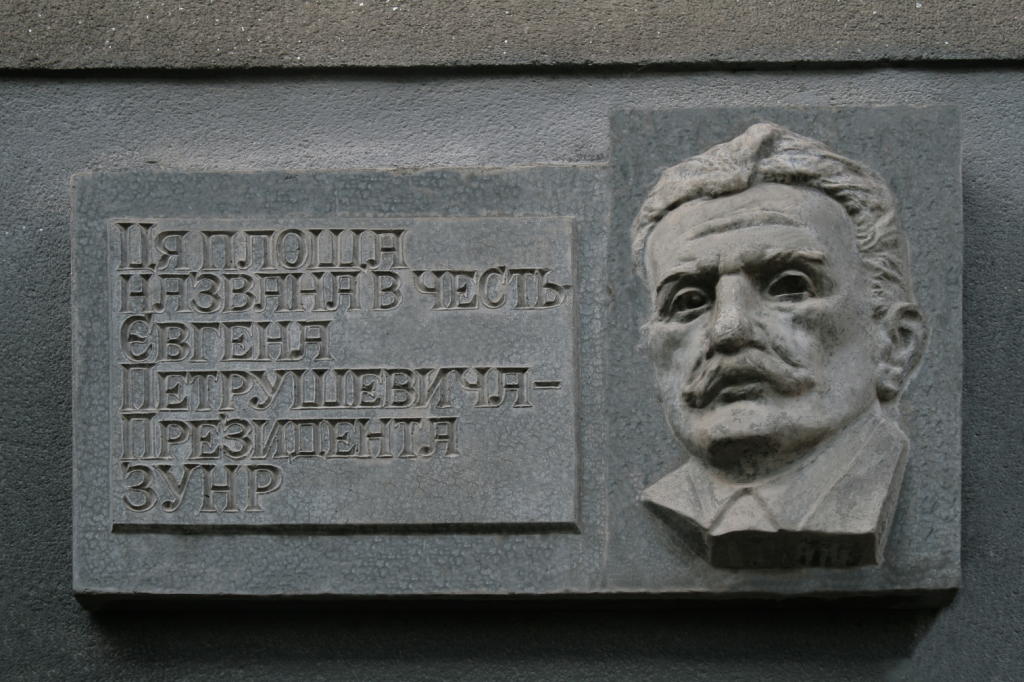 ЦЯ ПЛОЩА
НАЗВАНА В ЧЕСТЬ
ЄВГЕНА
ПЕТРУШЕВИЧА–
ПРЕЗИДЕНТА
ЗУНР